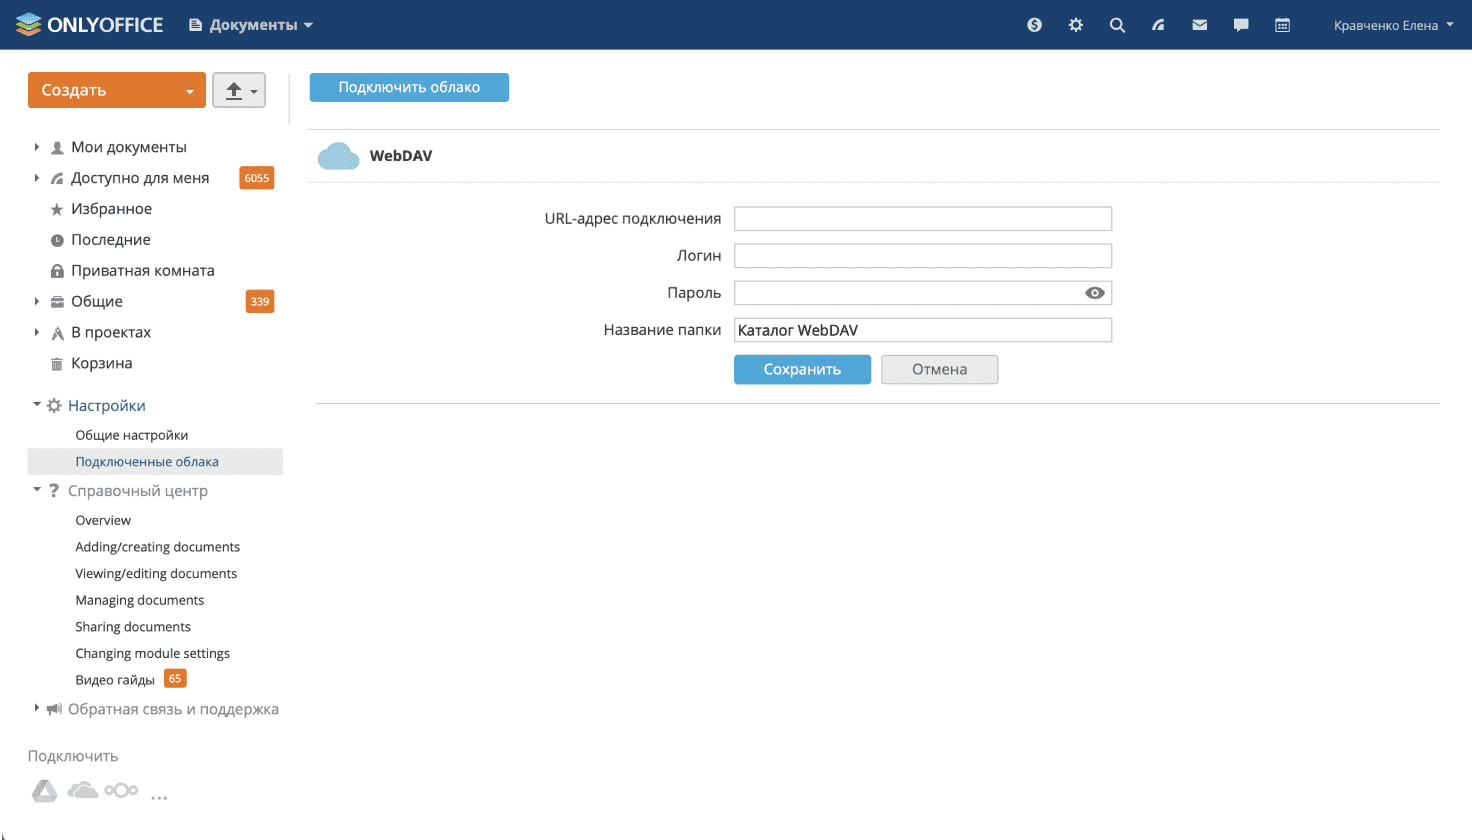 ONLYOFFICE Документы Кравченко Елена
Создать
Подключить облако
Мои документы
Доступно для меня 6055
Избранное
Последние
Приватная комната
Общие 339
В проектах
Корзина
Настройки
Общие настройки
Подключенные облака
? Справочный центр
Overview
Adding/creating documents
Viewing/editing documents
Managing documents
Sharing documents
Changing module settings
Видео гайды 65
Обратная связь и поддержка
Подключить
...
WebDAV
URL-адрес подключения
Логин
Пароль
Название папки Каталог WebDAV
Сохранить Отмена